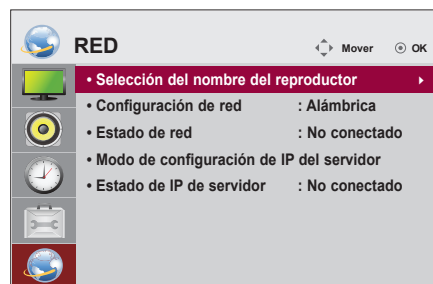 RED
Mover OK
• Selección del nombre del reproductor
• Configuración de red : Alámbrica
• Estado de red : No conectado
• Modo de configuración de IP del servidor
• Estado de IP de servidor : No conectado